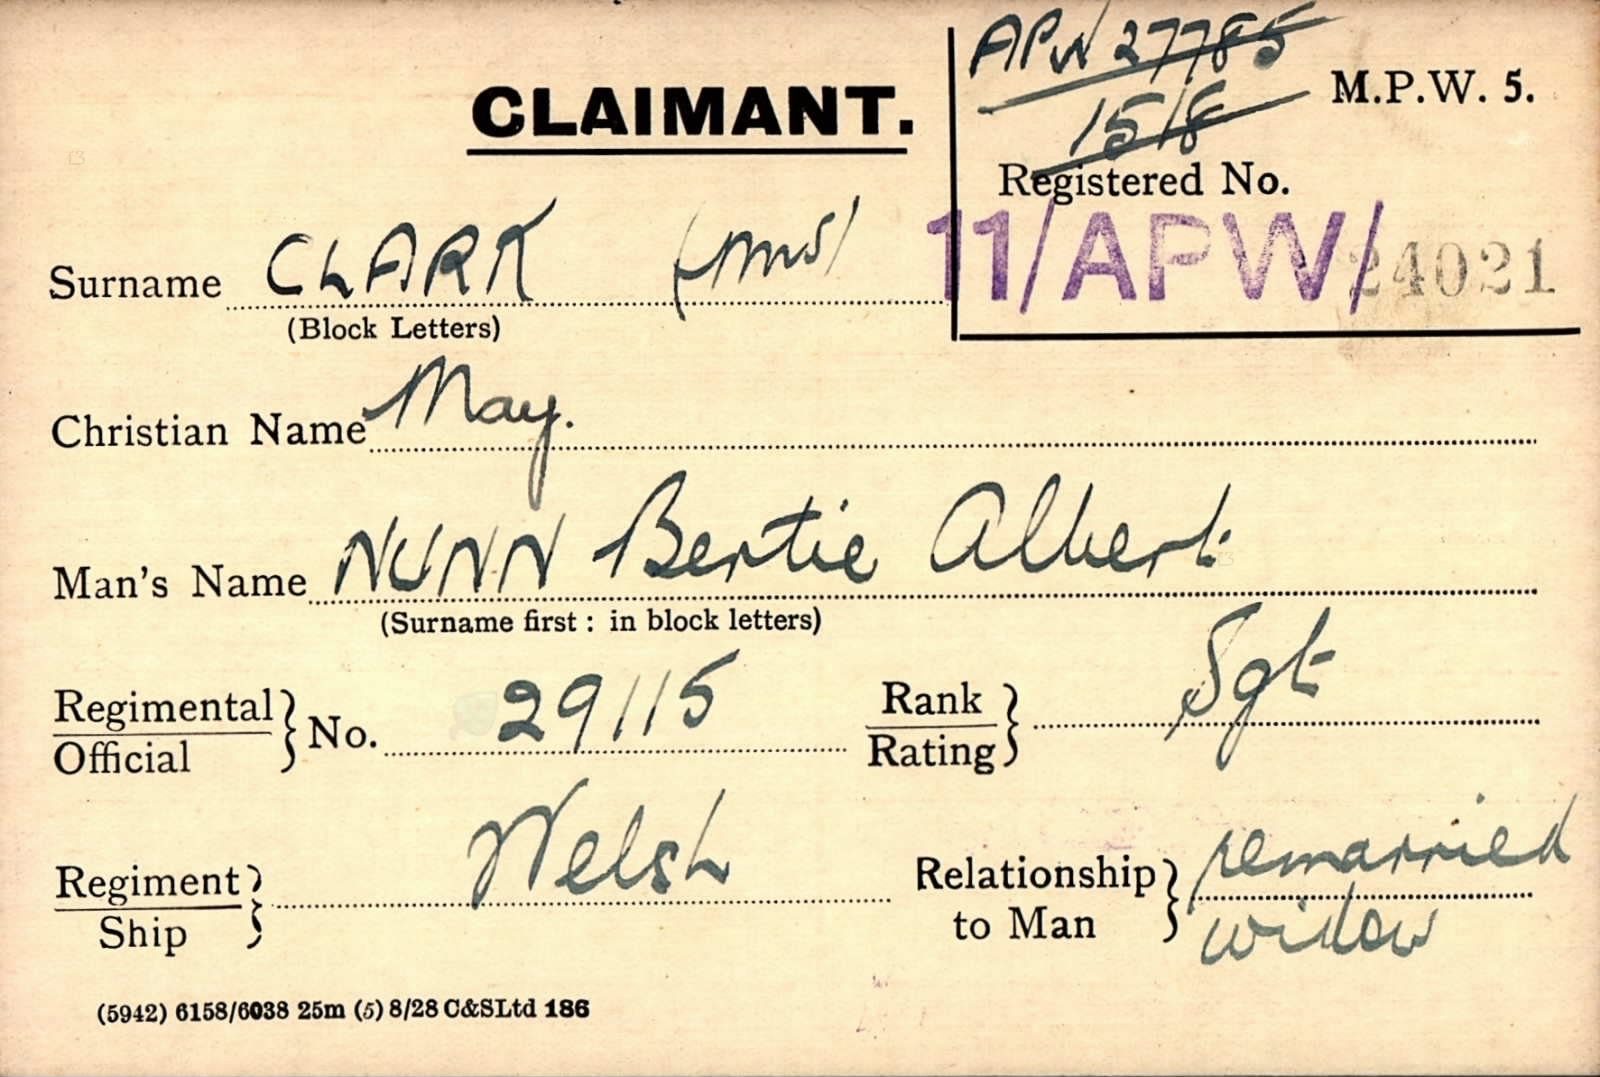 APW 27785
CLAIMANT.
M.P.W. 5.
1518
Registered No.
11/APW/24021
Surname CLARK (Mrs)
(Block Letters)
Christian Name May.
Man's Name NUNN Bertie Albert
(Surname first : in block letters)
Regimental
Official } No. 29115
Rank
Rating } Sgt
Regiment
Ship } Welsh
Relationship
to Man } remarried
widow
(5942) 6158/6038 25m (5) 8/28 C&SLtd 186